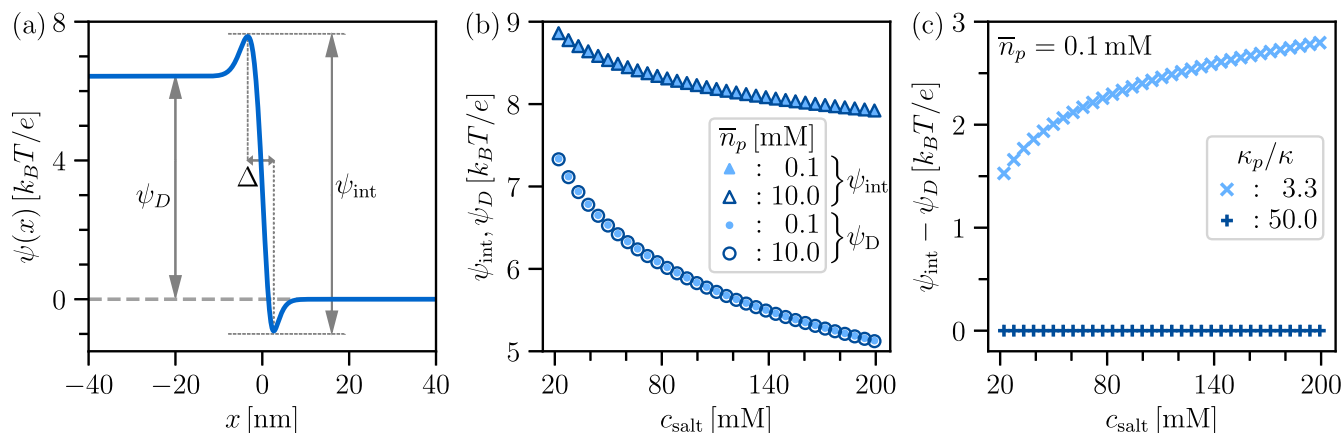 (a)
8
4
0
ψ(x) [k_BT/e]
ψ_D
Δ
ψ_int
−40 −20 0 20 40
x [nm]
(b)
9
8
7
6
5
ψ_int, ψ_D [k_BT/e]
n̅_p [mM]
: 0.1
: 10.0
ψ_int
: 0.1
: 10.0
ψ_D
20 80 140 200
c_salt [mM]
(c)
3
2
1
0
ψ_int − ψ_D [k_BT/e]
n̅_p = 0.1 mM
κ_p/κ
: 3.3
: 50.0
20 80 140 200
c_salt [mM]